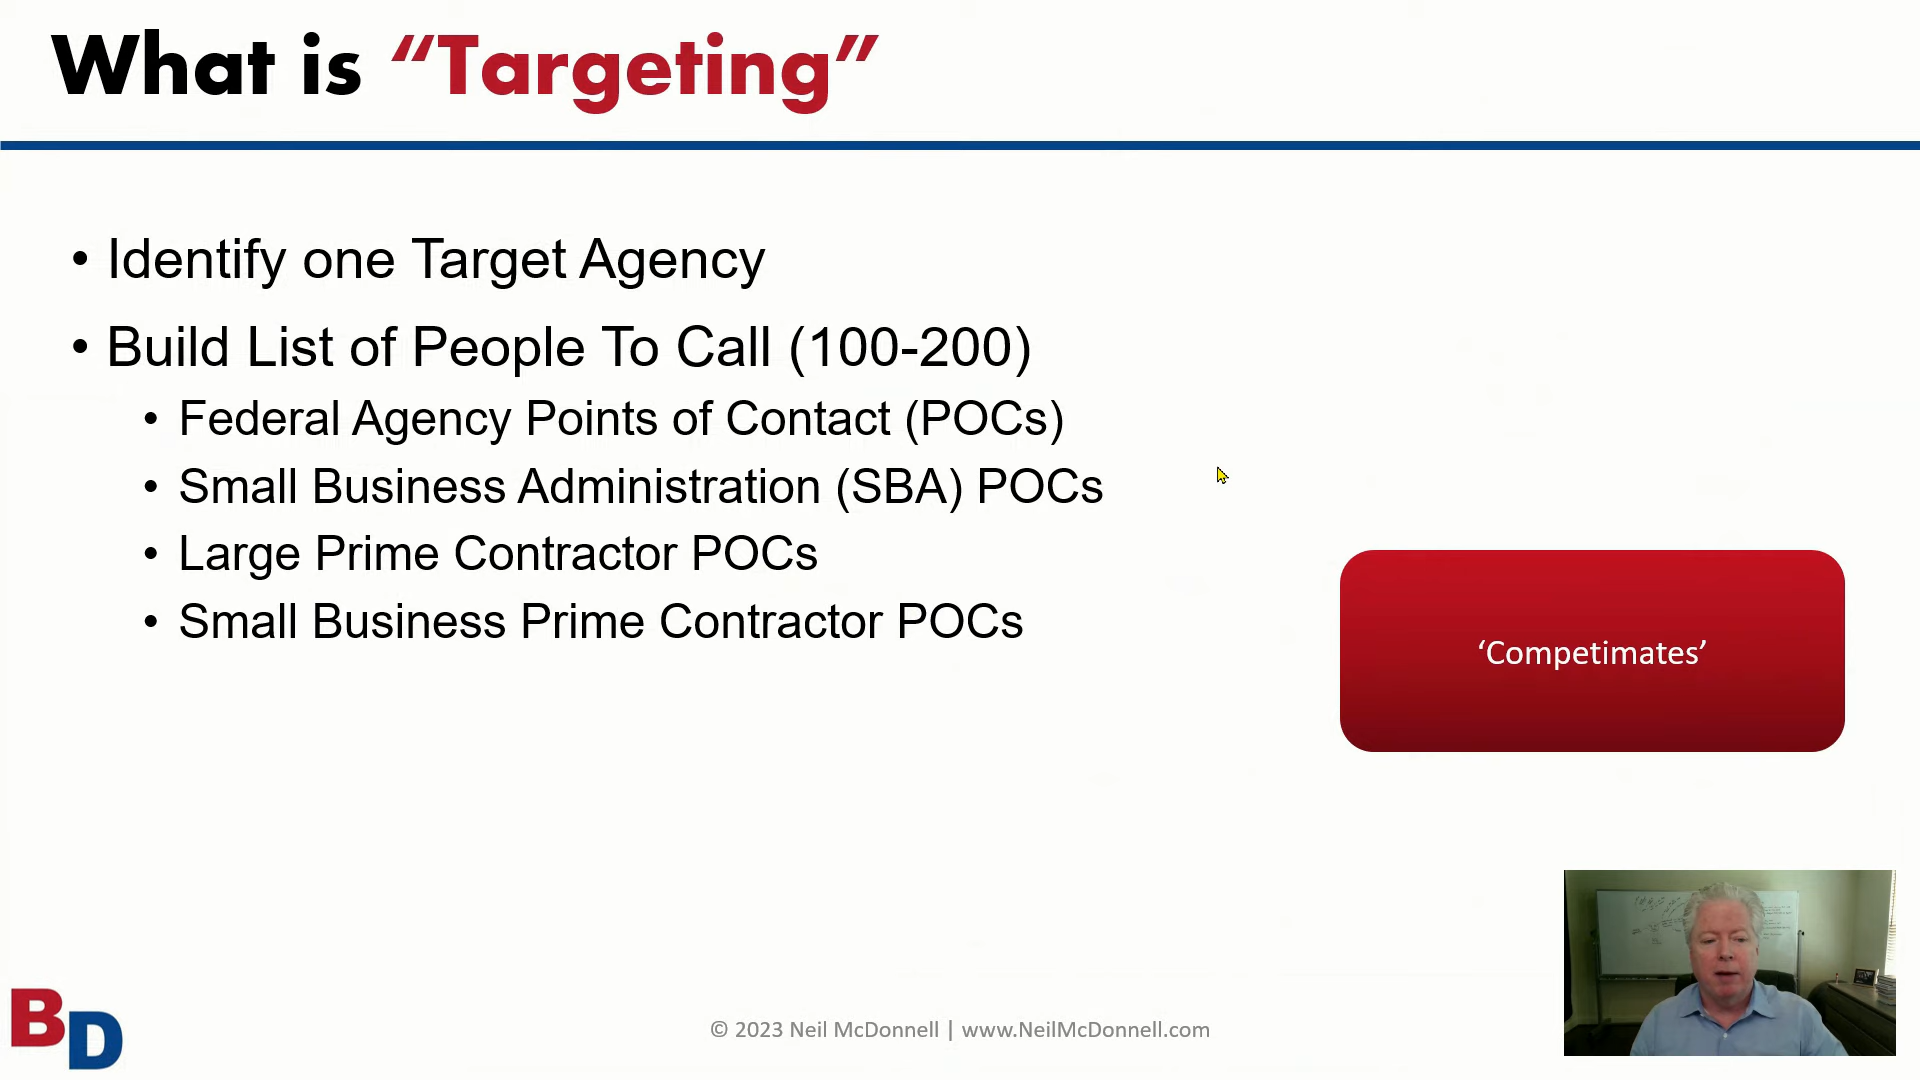 What is “Targeting”
• Identify one Target Agency
• Build List of People To Call (100-200)
• Federal Agency Points of Contact (POCs)
• Small Business Administration (SBA) POCs
• Large Prime Contractor POCs
• Small Business Prime Contractor POCs
‘Competimates’
BD
© 2023 Neil McDonnell | www.NeilMcDonnell.com